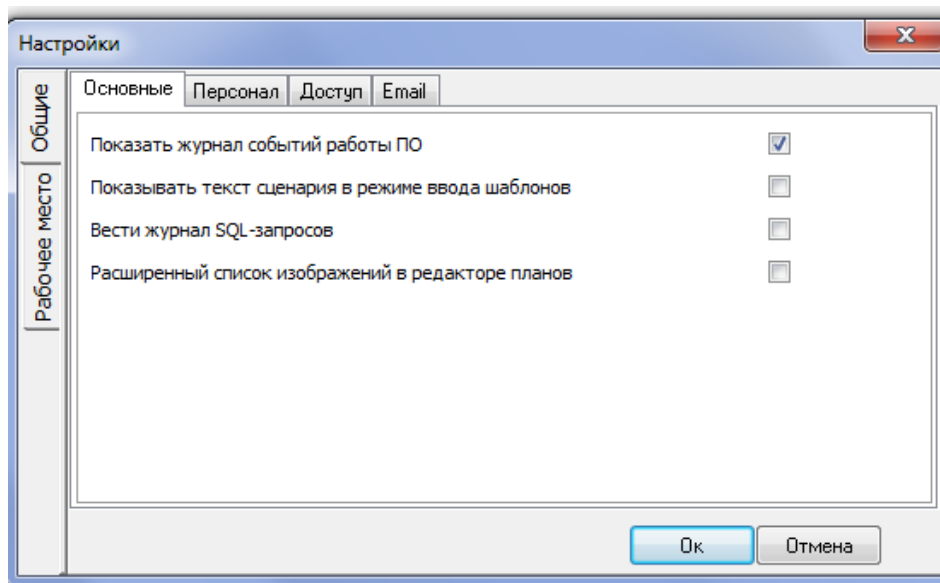 Настройки
Общие
Рабочее место
Основные Персонал Доступ Email
Показать журнал событий работы ПО
Показывать текст сценария в режиме ввода шаблонов
Вести журнал SQL-запросов
Расширенный список изображений в редакторе планов
Ок Отмена